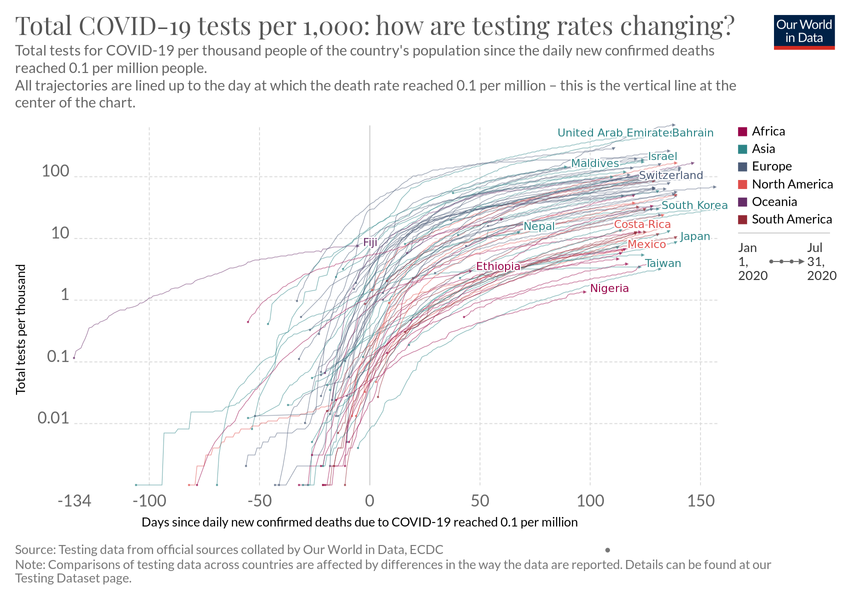 Total COVID-19 tests per 1,000: how are testing rates changing?
Our World
in Data
Total tests for COVID-19 per thousand people of the country's population since the daily new confirmed deaths
reached 0.1 per million people.
All trajectories are lined up to the day at which the death rate reached 0.1 per million – this is the vertical line at the
center of the chart.
United Arab Emirates
Bahrain
Israel
Maldives
Switzerland
South Korea
Costa Rica
Nepal
Japan
Fiji
Mexico
Ethiopia
Taiwan
Nigeria
Africa
Asia
Europe
North America
Oceania
South America
Jan
1,
2020
Jul
31,
2020
Total tests per thousand
100
10
1
0.1
0.01
-134
-100
-50
0
50
100
150
Days since daily new confirmed deaths due to COVID-19 reached 0.1 per million
Source: Testing data from official sources collated by Our World in Data, ECDC
Note: Comparisons of testing data across countries are affected by differences in the way the data are reported. Details can be found at our
Testing Dataset page.